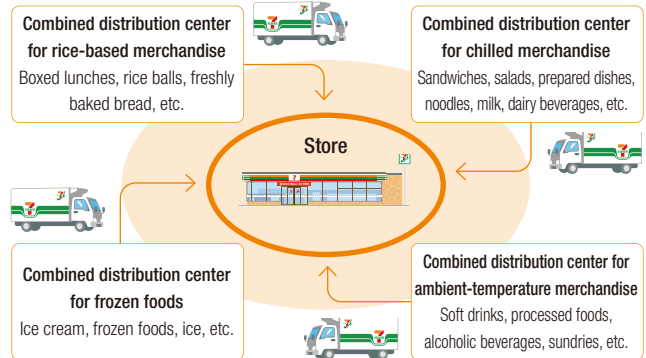 Combined distribution center
for rice-based merchandise
Boxed lunches, rice balls, freshly
baked bread, etc.
Combined distribution center
for chilled merchandise
Sandwiches, salads, prepared dishes,
noodles, milk, dairy beverages, etc.
Store
Combined distribution center
for frozen foods
Ice cream, frozen foods, ice, etc.
Combined distribution center for
ambient-temperature merchandise
Soft drinks, processed foods,
alcoholic beverages, sundries, etc.